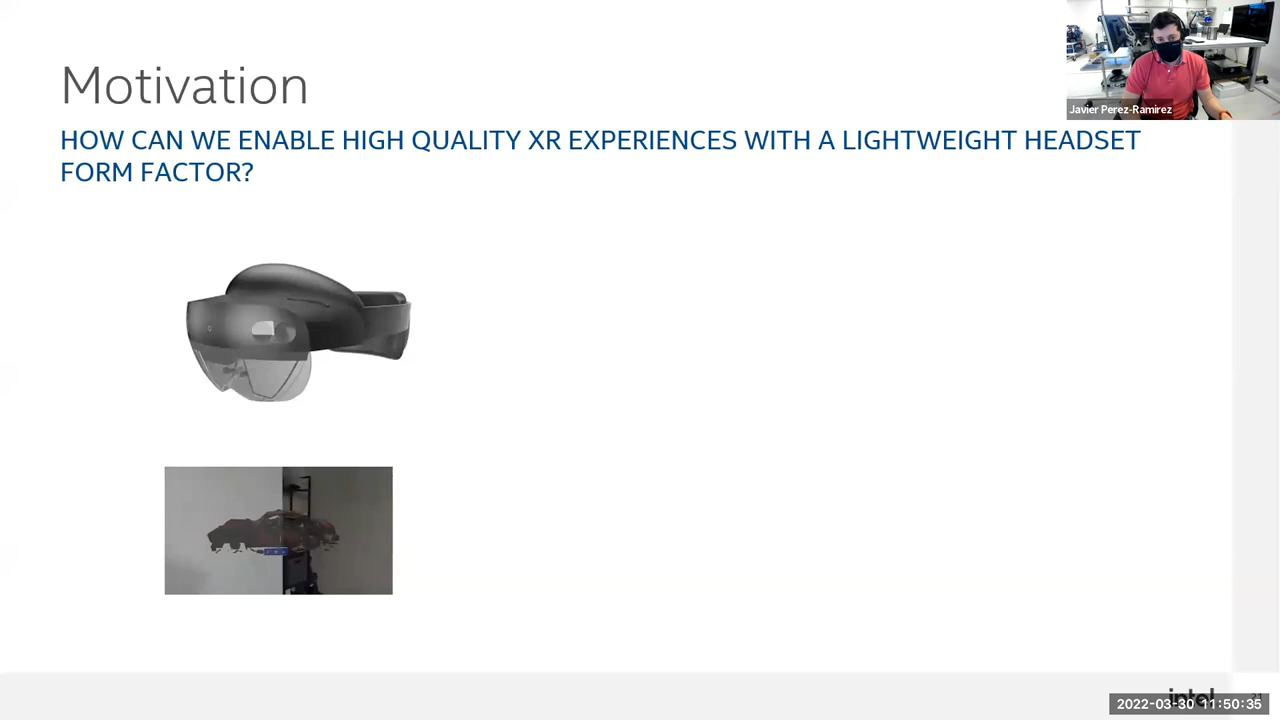 Motivation
HOW CAN WE ENABLE HIGH QUALITY XR EXPERIENCES WITH A LIGHTWEIGHT HEADSET
FORM FACTOR?
Javier Perez-Ramirez
intel
2022-03-30 11:50:35